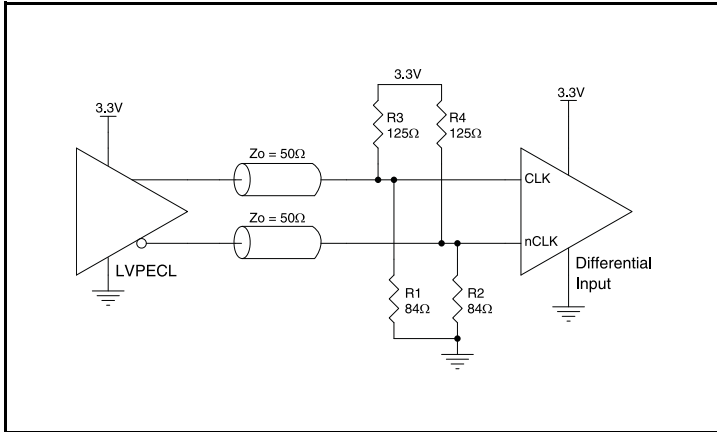 3.3V
3.3V
3.3V
R3
125Ω
R4
125Ω
Zo = 50Ω
CLK
Zo = 50Ω
nCLK
LVPECL
Differential
Input
R1
84Ω
R2
84Ω